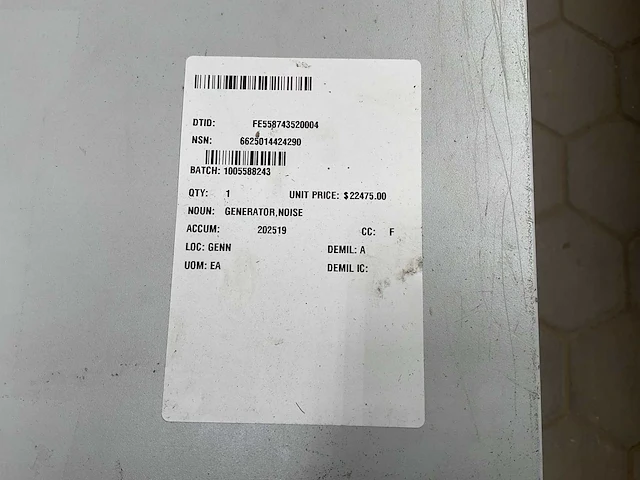 DTID: FE558743520004
NSN: 6625014424290
BATCH: 1005588243
QTY: 1 UNIT PRICE: $22475.00
NOUN: GENERATOR,NOISE
ACCUM: 202519 CC: F
LOC: GENN DEMIL: A
UOM: EA DEMIL IC: